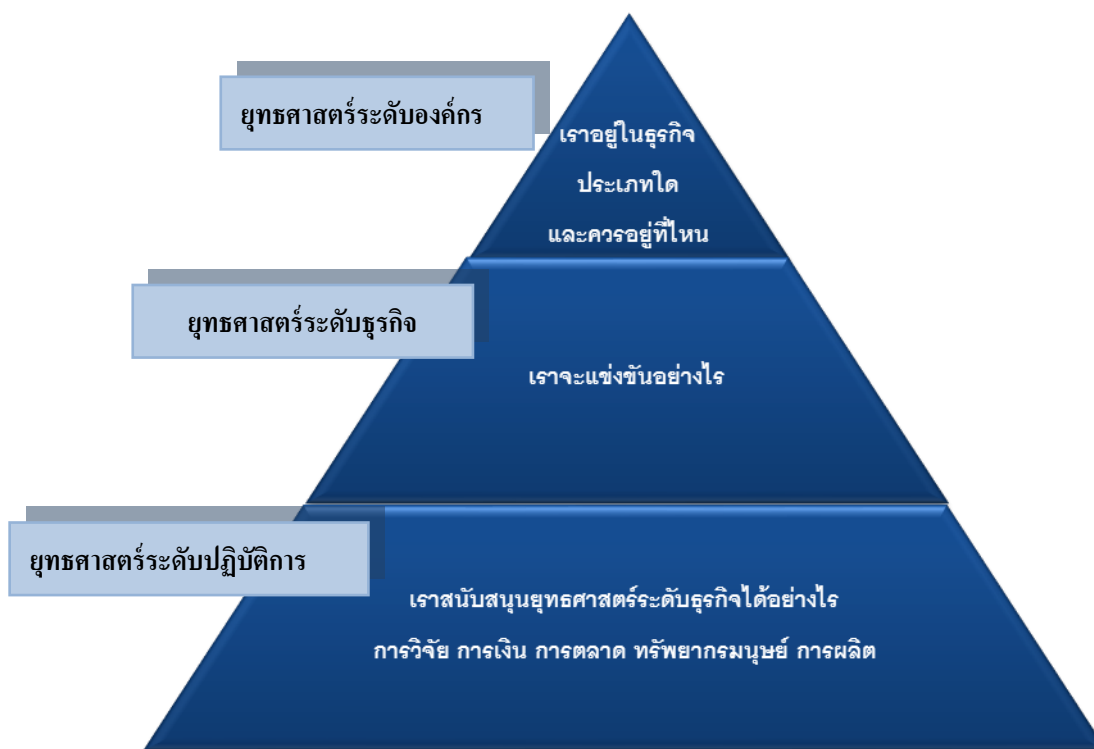 ยุทธศาสตร์ระดับองค์กร
เราอยู่ในธุรกิจ
ประเภทใด
และควรอยู่ที่ไหน
ยุทธศาสตร์ระดับธุรกิจ
เราจะแข่งขันอย่างไร
ยุทธศาสตร์ระดับปฏิบัติการ
เราสนับสนุนยุทธศาสตร์ระดับธุรกิจได้อย่างไร
การวิจัย การเงิน การตลาด ทรัพยากรมนุษย์ การผลิต